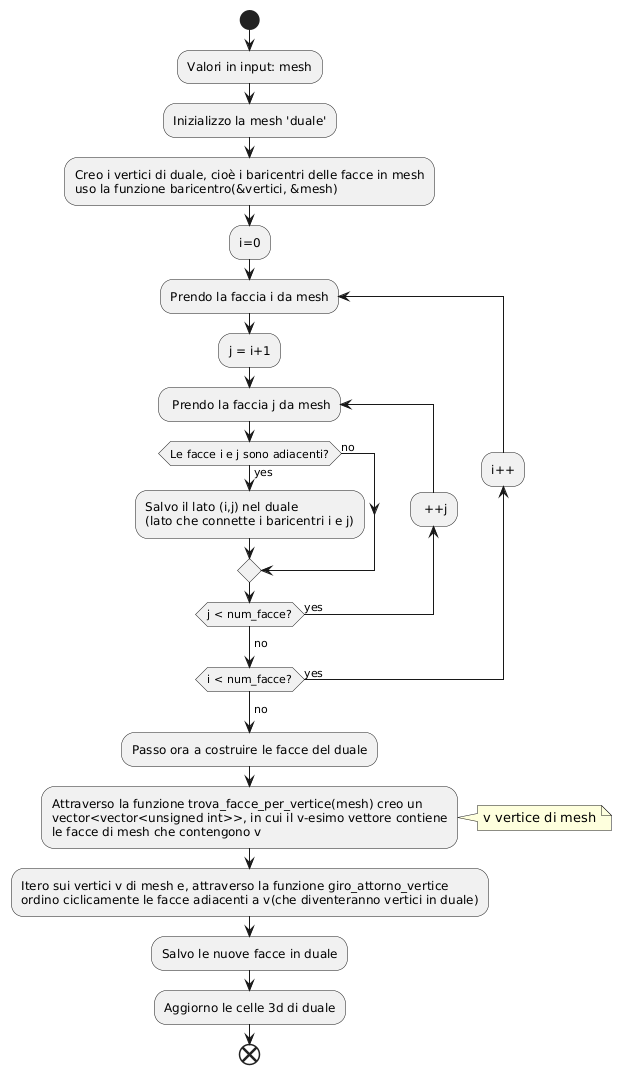 Valori in input: mesh
Inizializzo la mesh 'duale'
Creo i vertici di duale, cioè i baricentri delle facce in mesh
uso la funzione baricentro(&vertici, &mesh)
i=0
Prendo la faccia i da mesh
j = i+1
Prendo la faccia j da mesh
Le facce i e j sono adiacenti?
no
yes
Salvo il lato (i,j) nel duale
(lato che connette i baricentri i e j)
++j
i++
j < num_facce?
yes
no
i < num_facce?
yes
no
Passo ora a costruire le facce del duale
Attraverso la funzione trova_facce_per_vertice(mesh) creo un
vector<vector<unsigned int>>, in cui il v-esimo vettore contiene
le facce di mesh che contengono v
v vertice di mesh
Itero sui vertici v di mesh e, attraverso la funzione giro_attorno_vertice
ordino ciclicamente le facce adiacenti a v(che diventeranno vertici in duale)
Salvo le nuove facce in duale
Aggiorno le celle 3d di duale